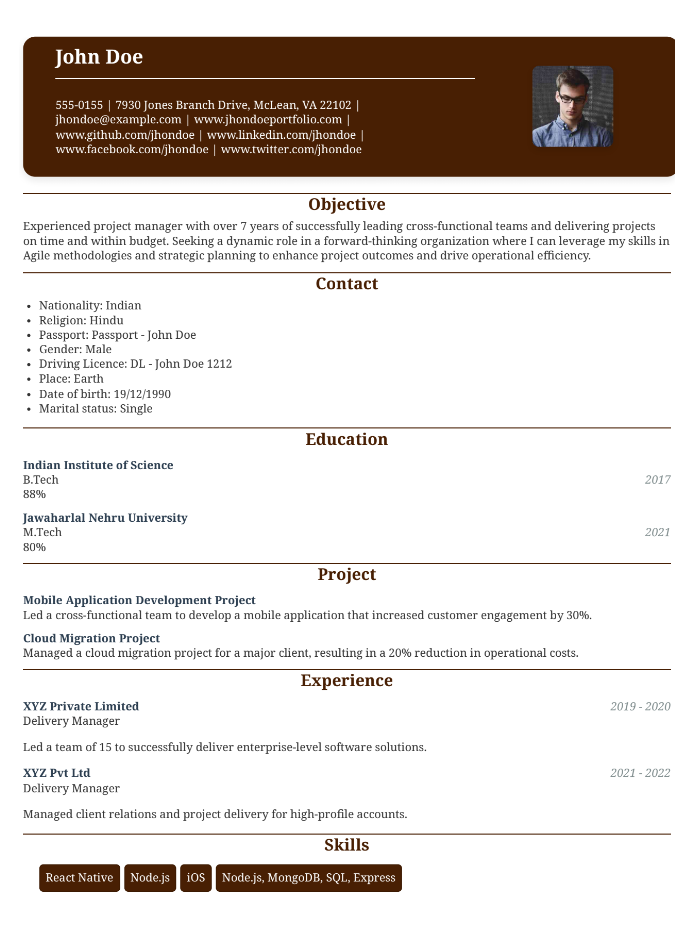 John Doe
555-0155 | 7930 Jones Branch Drive, McLean, VA 22102 |
jhondoe@example.com | www.jhondoeportfolio.com |
www.github.com/jhondoe | www.linkedin.com/jhondoe |
www.facebook.com/jhondoe | www.twitter.com/jhondoe
Objective
Experienced project manager with over 7 years of successfully leading cross-functional teams and delivering projects
on time and within budget. Seeking a dynamic role in a forward-thinking organization where I can leverage my skills in
Agile methodologies and strategic planning to enhance project outcomes and drive operational efficiency.
Contact
• Nationality: Indian
• Religion: Hindu
• Passport: Passport - John Doe
• Gender: Male
• Driving Licence: DL - John Doe 1212
• Place: Earth
• Date of birth: 19/12/1990
• Marital status: Single
Education
Indian Institute of Science
B.Tech 2017
88%
Jawaharlal Nehru University
M.Tech 2021
80%
Project
Mobile Application Development Project
Led a cross-functional team to develop a mobile application that increased customer engagement by 30%.
Cloud Migration Project
Managed a cloud migration project for a major client, resulting in a 20% reduction in operational costs.
Experience
XYZ Private Limited 2019 - 2020
Delivery Manager
Led a team of 15 to successfully deliver enterprise-level software solutions.
XYZ Pvt Ltd 2021 - 2022
Delivery Manager
Managed client relations and project delivery for high-profile accounts.
Skills
React Native Node.js iOS Node.js, MongoDB, SQL, Express